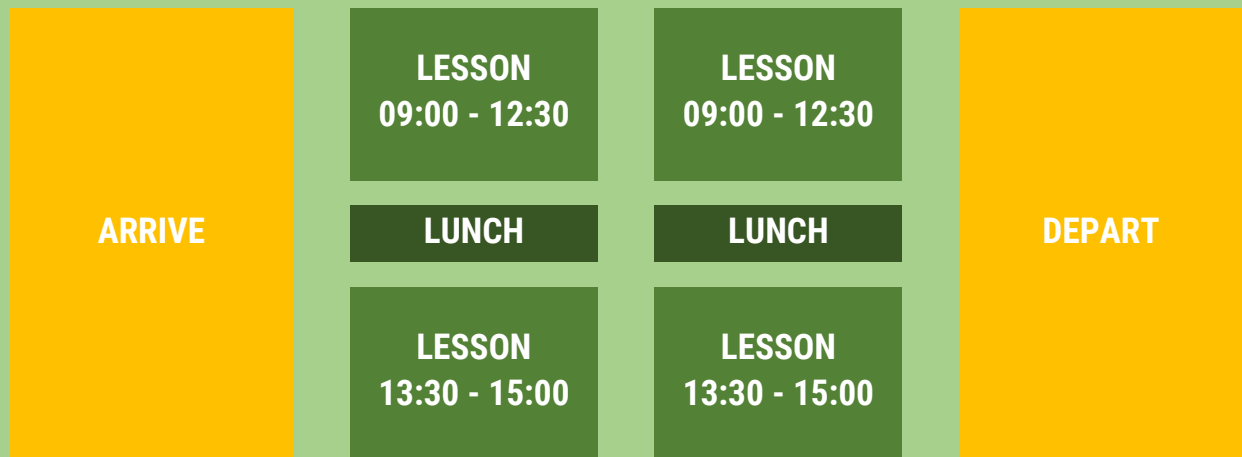 ARRIVE
LESSON
09:00 - 12:30
LUNCH
LESSON
13:30 - 15:00
LESSON
09:00 - 12:30
LUNCH
LESSON
13:30 - 15:00
DEPART